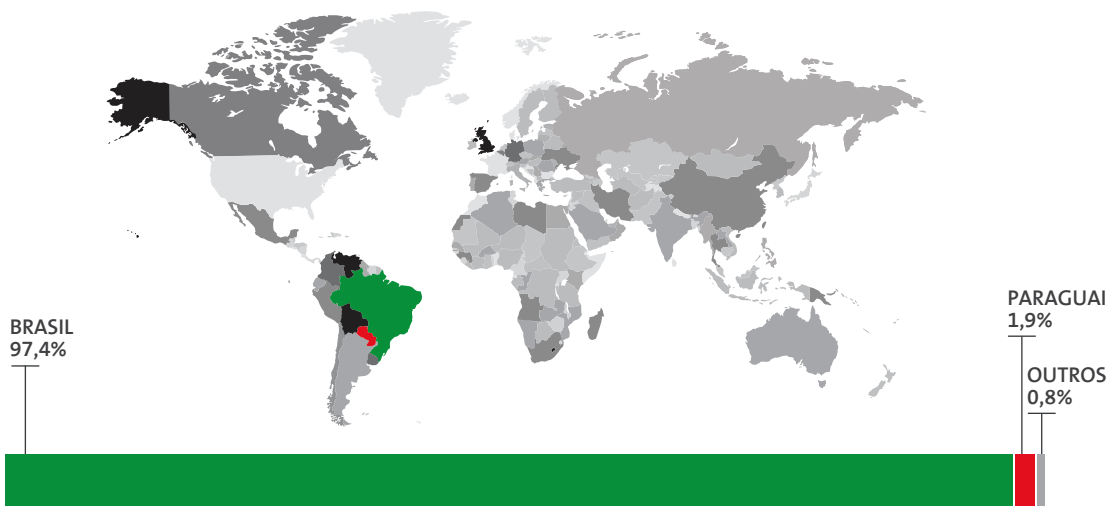 BRASIL
97,4%
PARAGUAI
1,9%
OUTROS
0,8%